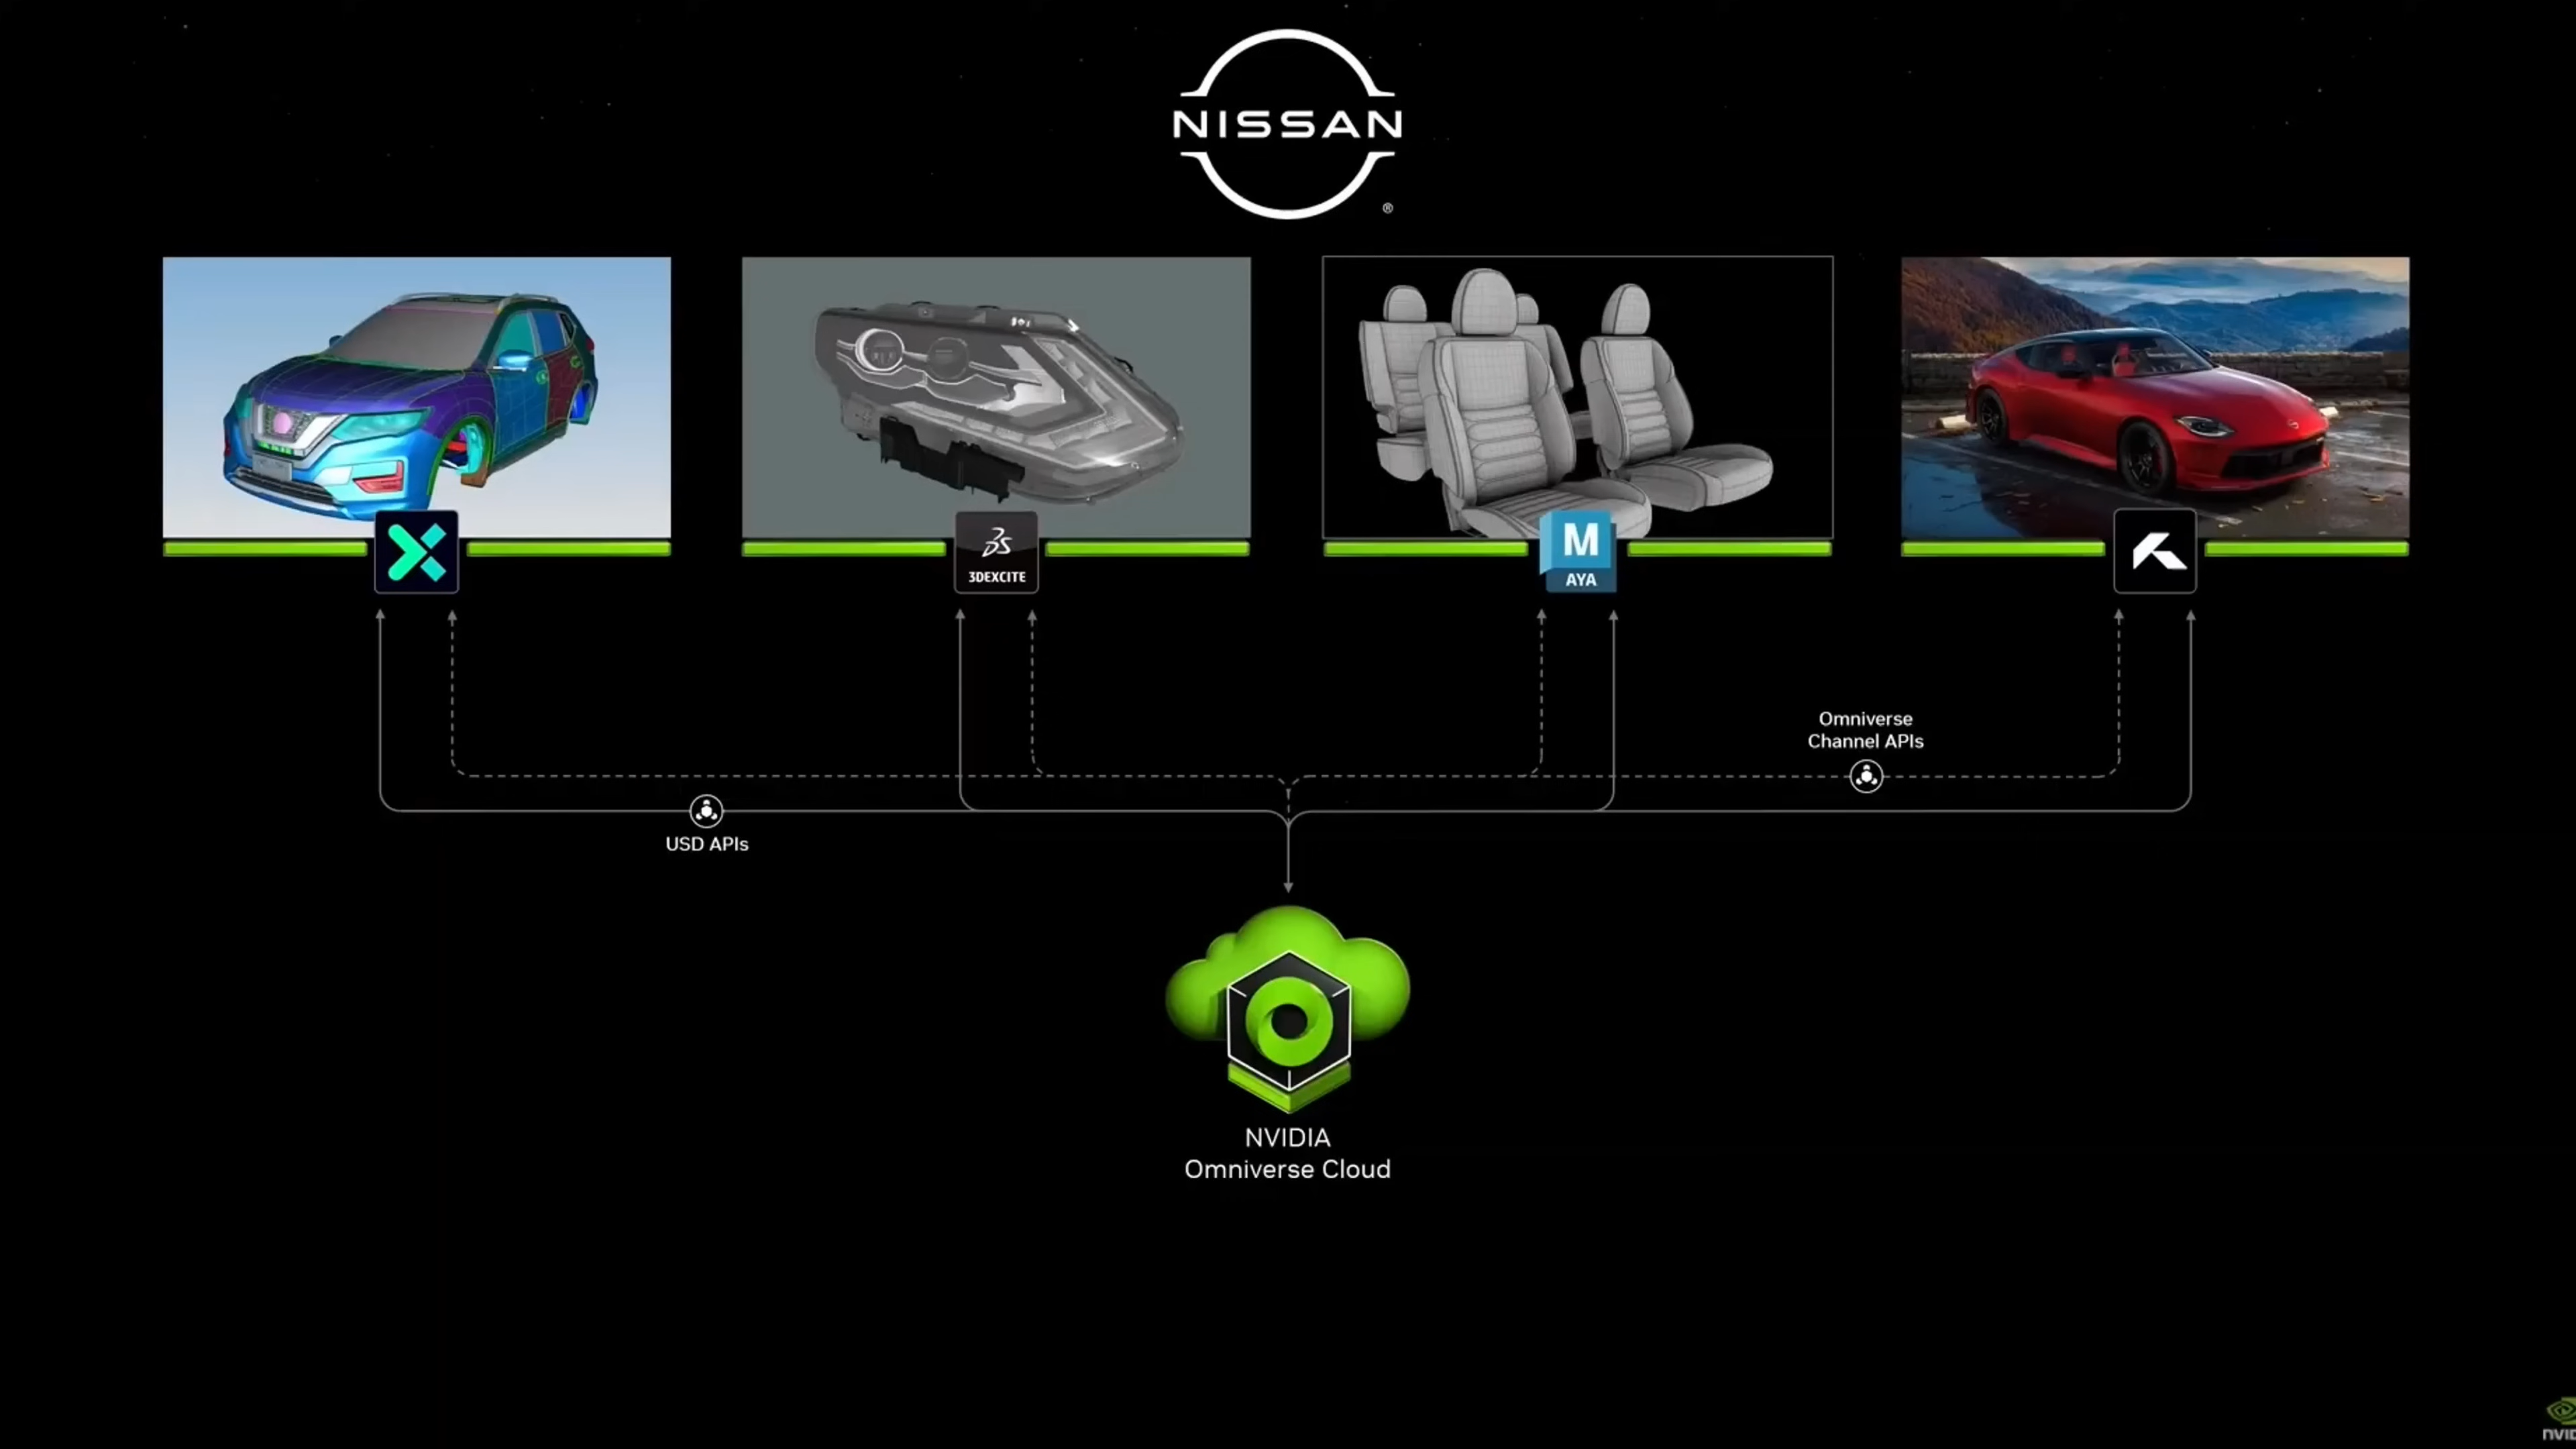 NISSAN
®
3DEXCITE
M
AYA
Omniverse
Channel APIs
USD APIs
NVIDIA
Omniverse Cloud